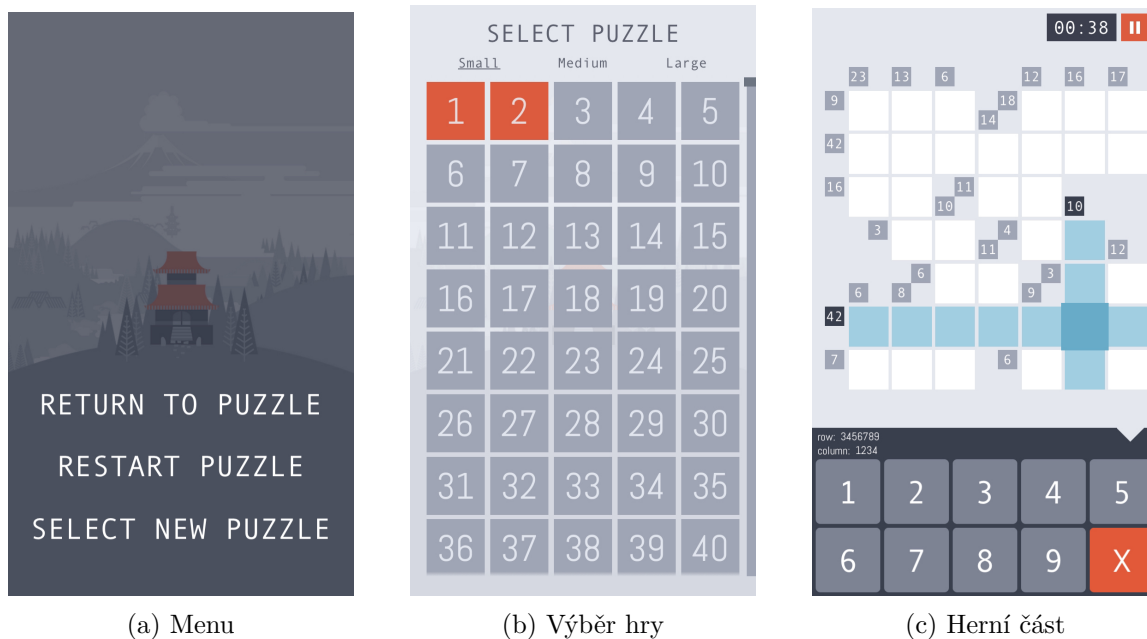 RETURN TO PUZZLE
RESTART PUZZLE
SELECT NEW PUZZLE
(a) Menu
SELECT PUZZLE
Small Medium Large
1 2 3 4 5
6 7 8 9 10
11 12 13 14 15
16 17 18 19 20
21 22 23 24 25
26 27 28 29 30
31 32 33 34 35
36 37 38 39 40
(b) Výběr hry
00:38
23 13 6 12 16 17
9 18
14
42
16 11
10 10
3 4
11 12
6 3
6 8 9
42
7 6
row: 3456789
column: 1234
1 2 3 4 5
6 7 8 9 X
(c) Herní část